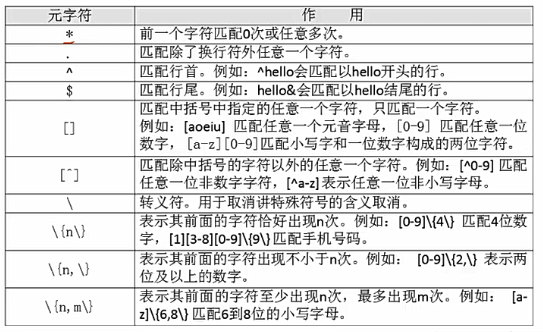 元字符 作 用
* 前一个字符匹配0次或任意多次。
. 匹配除了换行符外任意一个字符。
^ 匹配行首。例如：^hello会匹配以hello开头的行。
$ 匹配行尾。例如：hello&会匹配以hello结尾的行。
[] 匹配中括号中指定的任意一个字符，只匹配一个字符。
例如：[aoeiu] 匹配任意一个元音字母，[0-9] 匹配任意一位
数字，[a-z][0-9]匹配小写字和一位数字构成的两位字符。
[^] 匹配除中括号的字符以外的任意一个字符。例如：[^0-9] 匹配
任意一位非数字字符，[^a-z]表示任意一位非小写字母。
\ 转义符。用于取消讲特殊符号的含义取消。
\{n\} 表示其前面的字符恰好出现n次。例如：[0-9]\{4\} 匹配4位数
字，[1][3-8][0-9]\{9\}匹配手机号码。
\{n,\} 表示其前面的字符出现不小于n次。例如： [0-9]\{2,\} 表示两
位及以上的数字。
\{n,m\} 表示其前面的字符至少出现n次，最多出现m次。例如： [a-
z]\{6,8\} 匹配6到8位的小写字母。